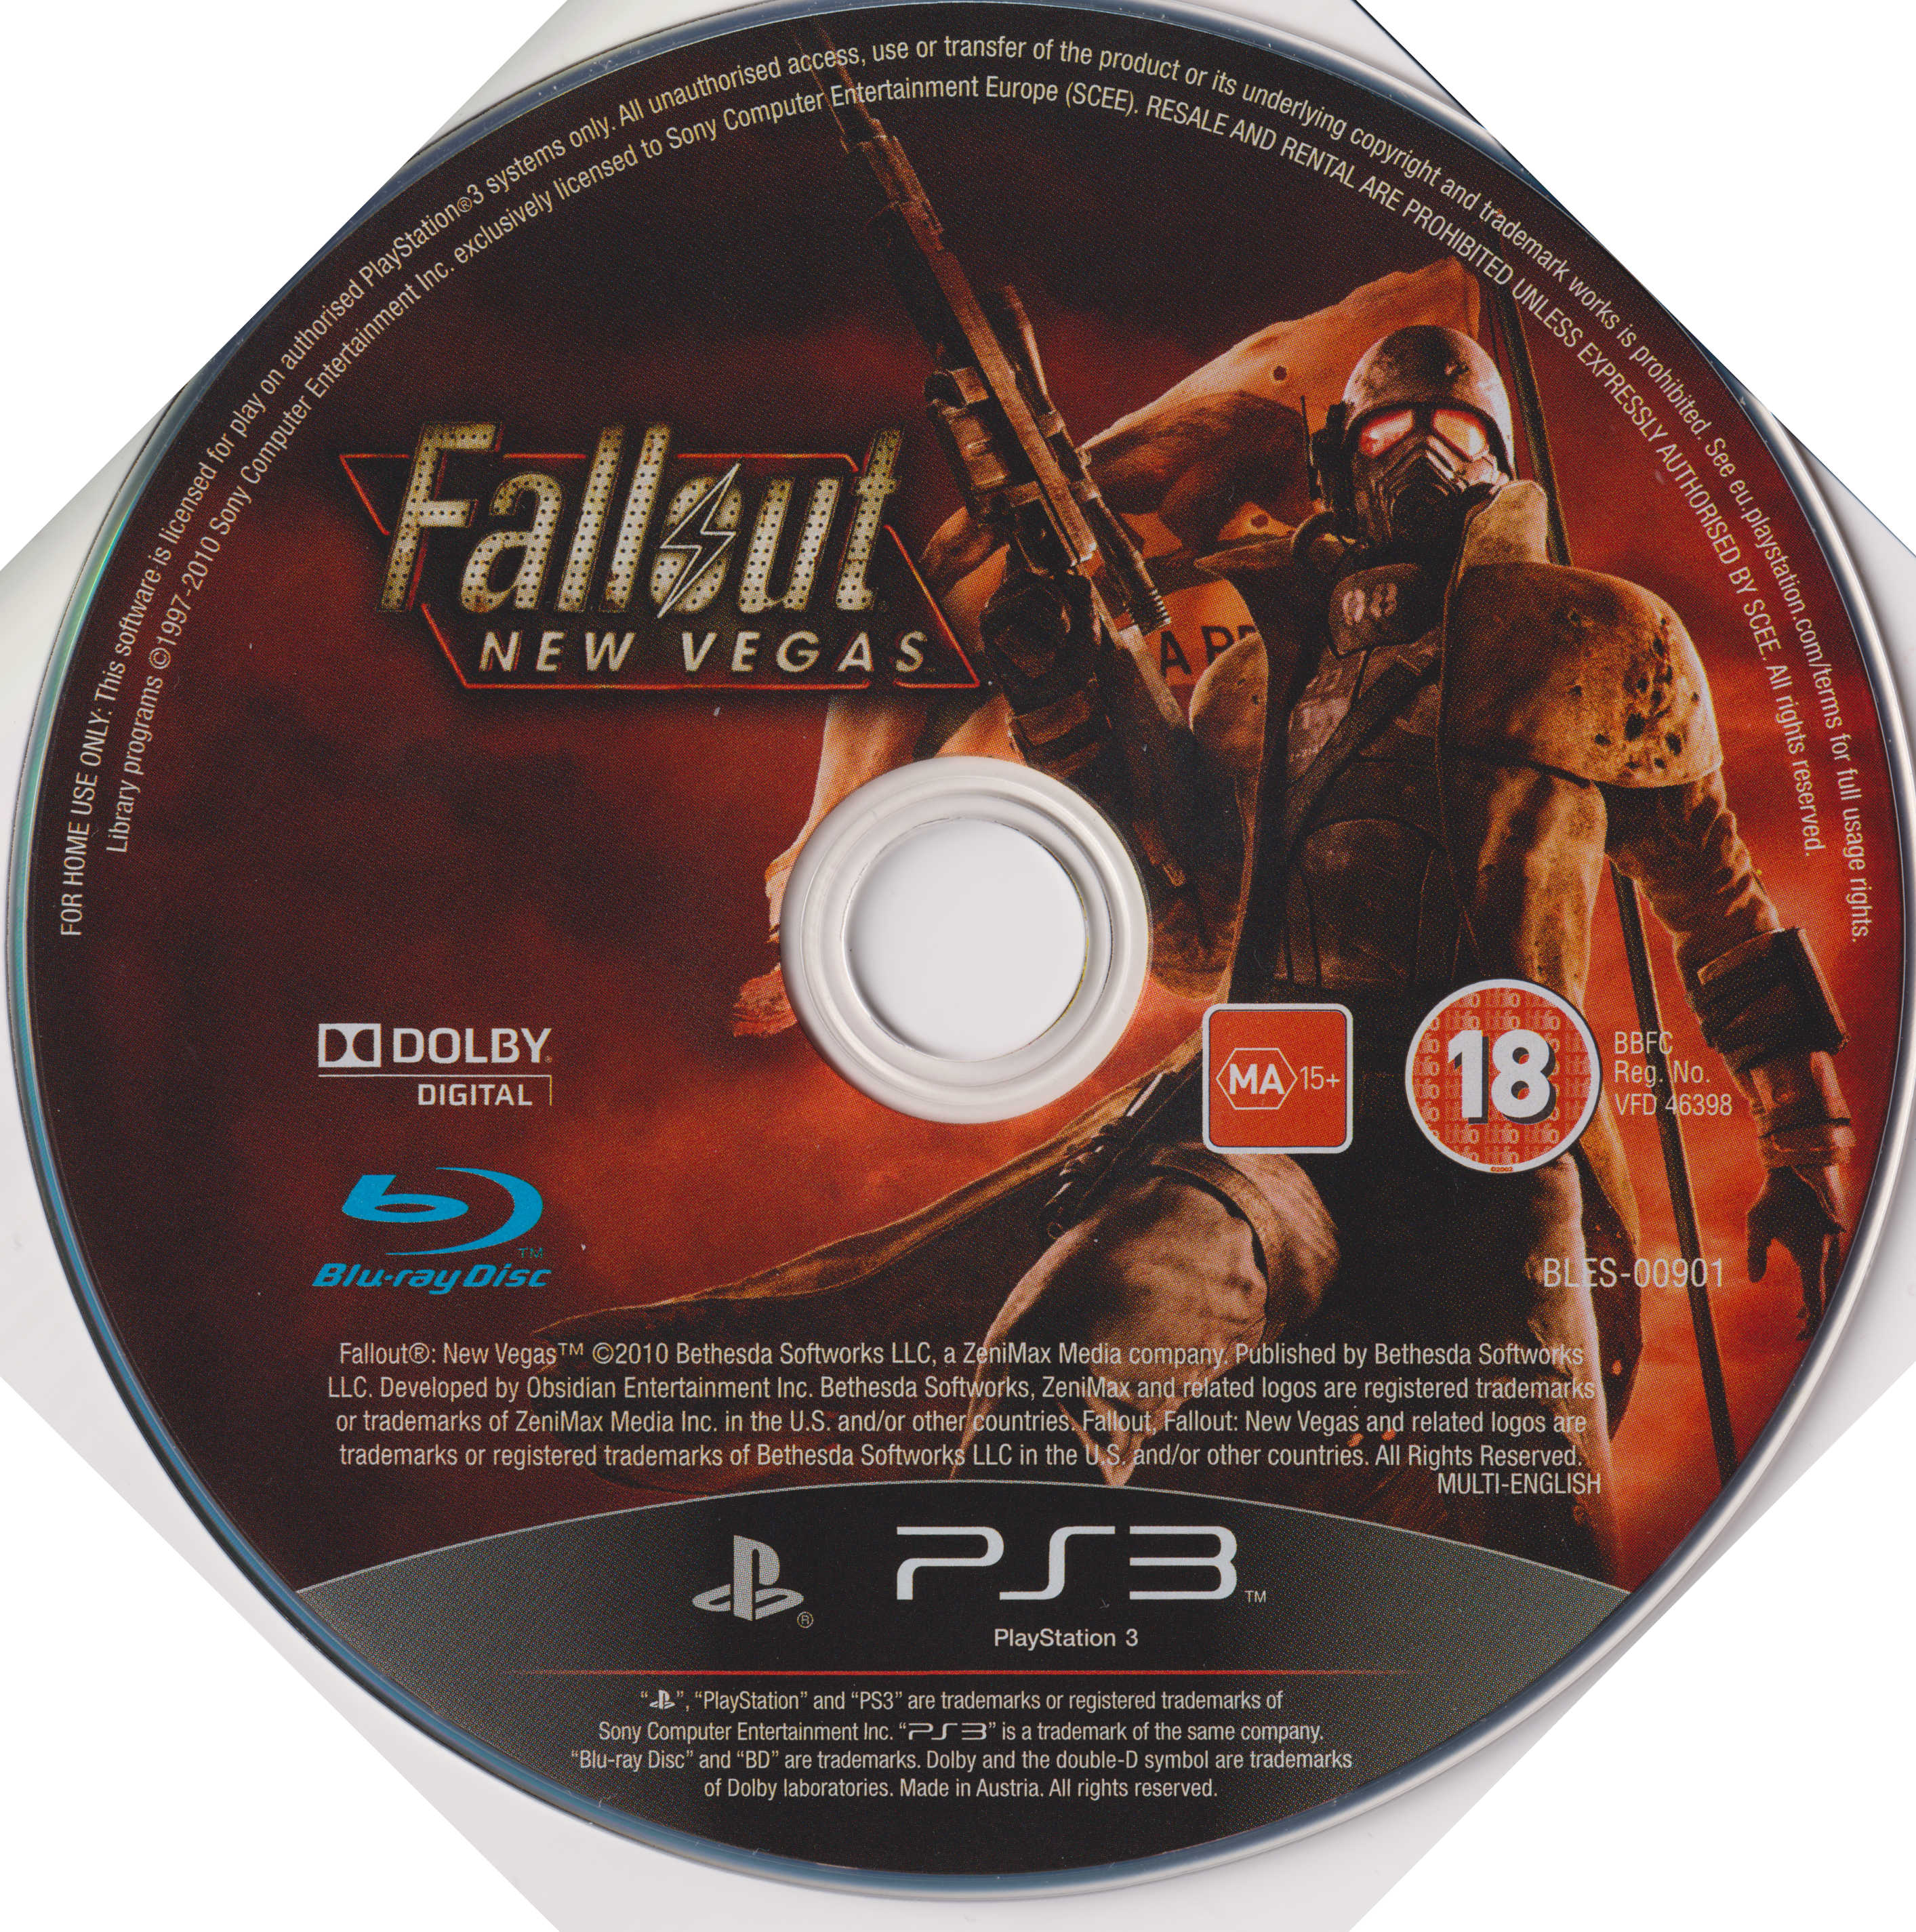 FOR HOME USE ONLY: This software is licensed for play on authorised PlayStation®3 systems only. All unauthorised access, use or transfer of the product or its underlying copyright and trademark works is prohibited. See eu.playstation.com/terms for full usage rights.
Library programs ©1997-2010 Sony Computer Entertainment Inc. exclusively licensed to Sony Computer Entertainment Europe (SCEE). RESALE AND RENTAL ARE PROHIBITED UNLESS EXPRESSLY AUTHORISED BY SCEE. All rights reserved.
Fallout
NEW VEGAS
DOLBY
DIGITAL
MA 15+
18
BBFC
Reg. No.
VFD 46398
Blu-ray Disc™
BLES-00901
Fallout®: New Vegas™ ©2010 Bethesda Softworks LLC, a ZeniMax Media company. Published by Bethesda Softworks
LLC. Developed by Obsidian Entertainment Inc. Bethesda Softworks, ZeniMax and related logos are registered trademarks
or trademarks of ZeniMax Media Inc. in the U.S. and/or other countries. Fallout, Fallout: New Vegas and related logos are
trademarks or registered trademarks of Bethesda Softworks LLC in the U.S. and/or other countries. All Rights Reserved.
MULTI-ENGLISH
PS3™
PlayStation 3
“ ”, “PlayStation” and “PS3” are trademarks or registered trademarks of
Sony Computer Entertainment Inc. “PS3” is a trademark of the same company.
“Blu-ray Disc” and “BD” are trademarks. Dolby and the double-D symbol are trademarks
of Dolby laboratories. Made in Austria. All rights reserved.